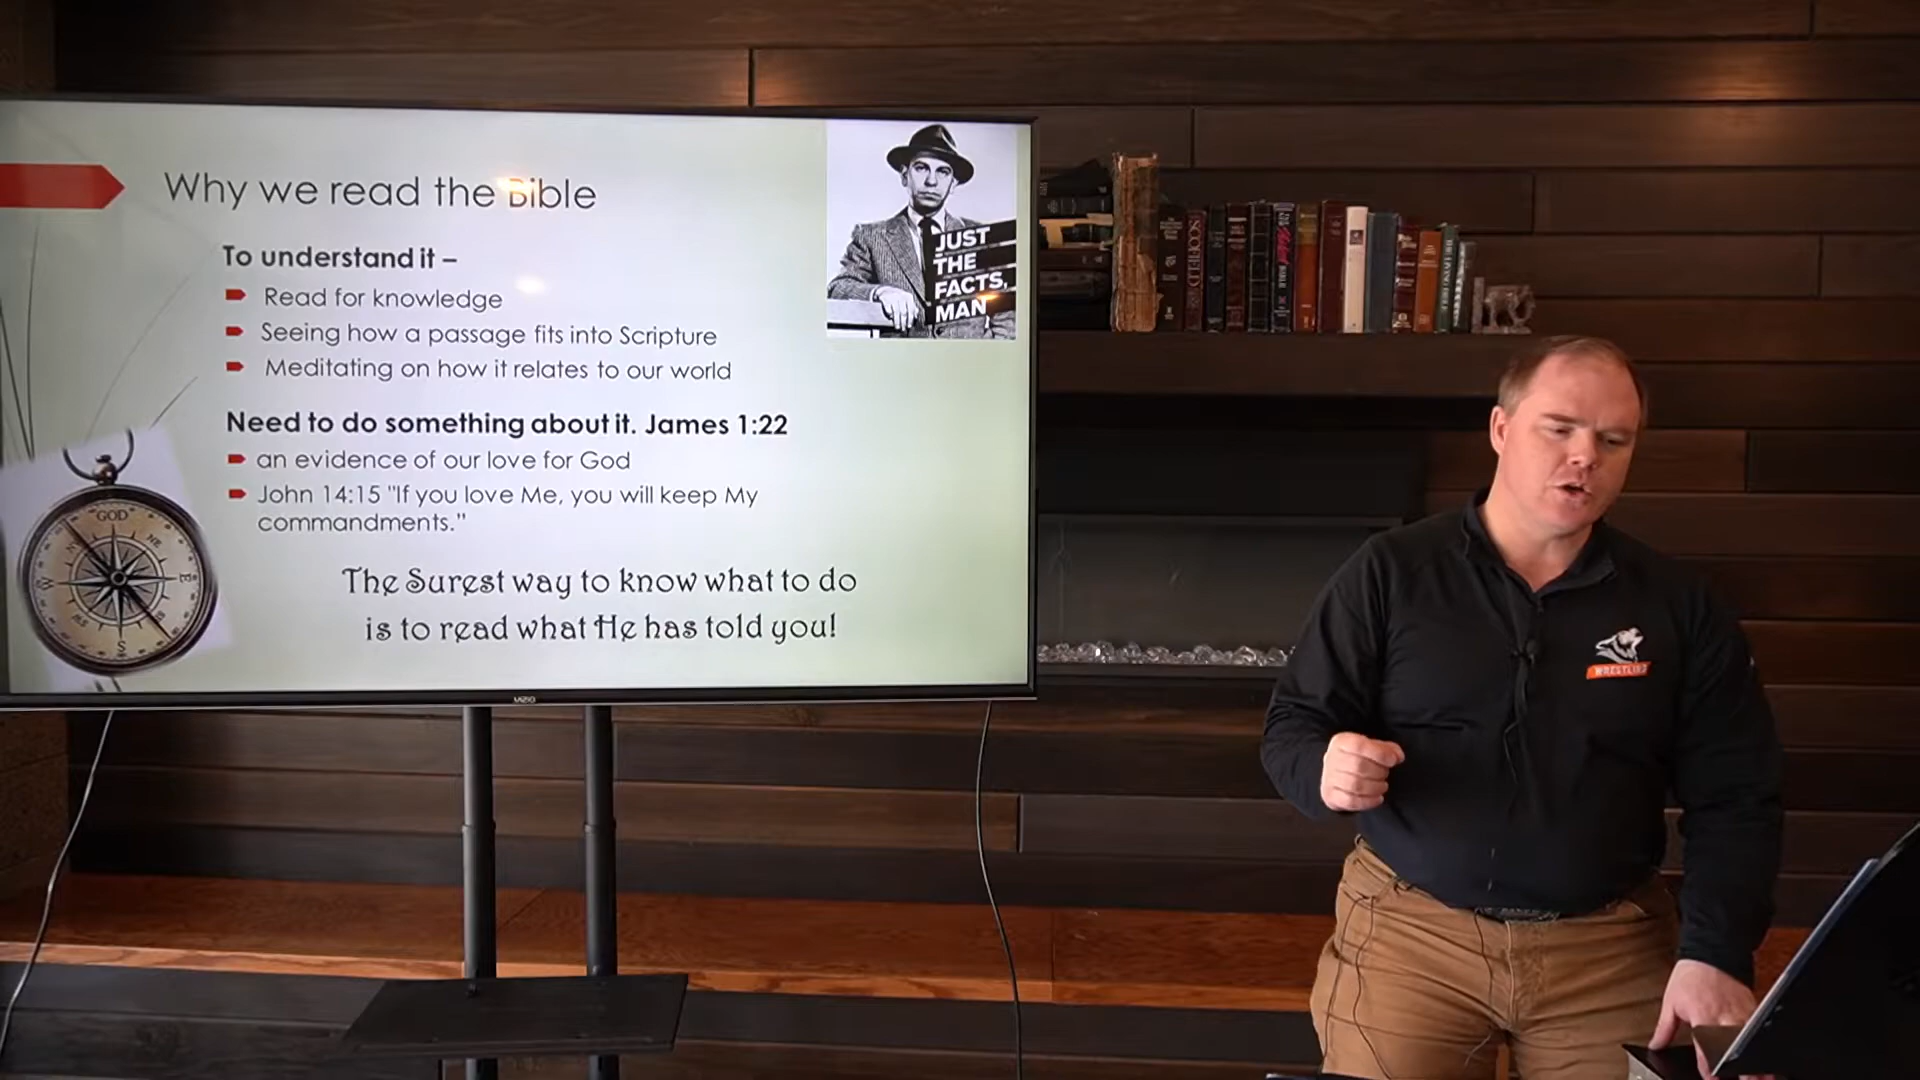 Why we read the Bible
To understand it –
Read for knowledge
Seeing how a passage fits into Scripture
Meditating on how it relates to our world
Need to do something about it. James 1:22
an evidence of our love for God
John 14:15 "If you love Me, you will keep My
commandments."
The Surest way to know what to do
is to read what He has told you!
JUST
THE
FACTS,
MAN
GOD
NE
W
S
VIZIO
SCOFIELD
WRESTLING